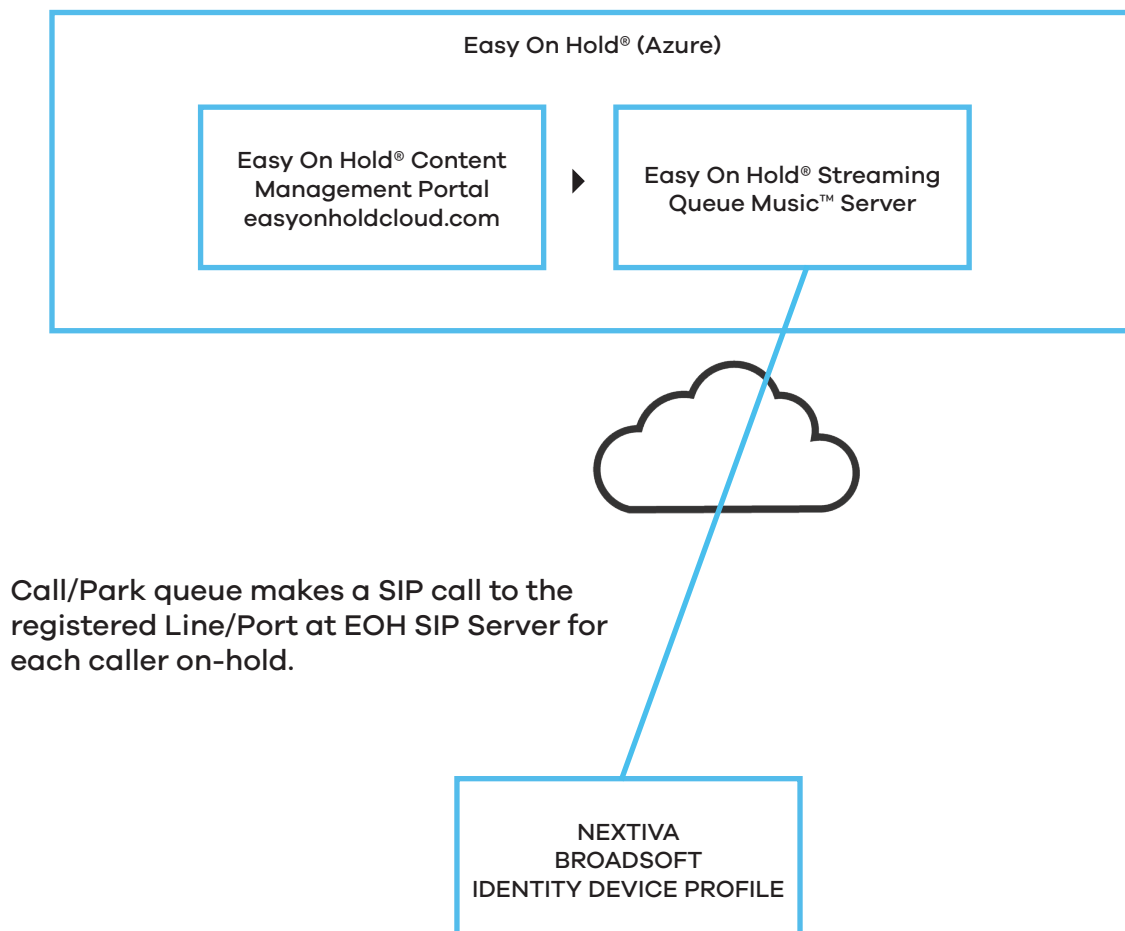 Easy On Hold® (Azure)
Easy On Hold® Content
Management Portal
easyonholdcloud.com
Easy On Hold® Streaming
Queue Music™ Server
Call/Park queue makes a SIP call to the
registered Line/Port at EOH SIP Server for
each caller on-hold.
NEXTIVA
BROADSOFT
IDENTITY DEVICE PROFILE